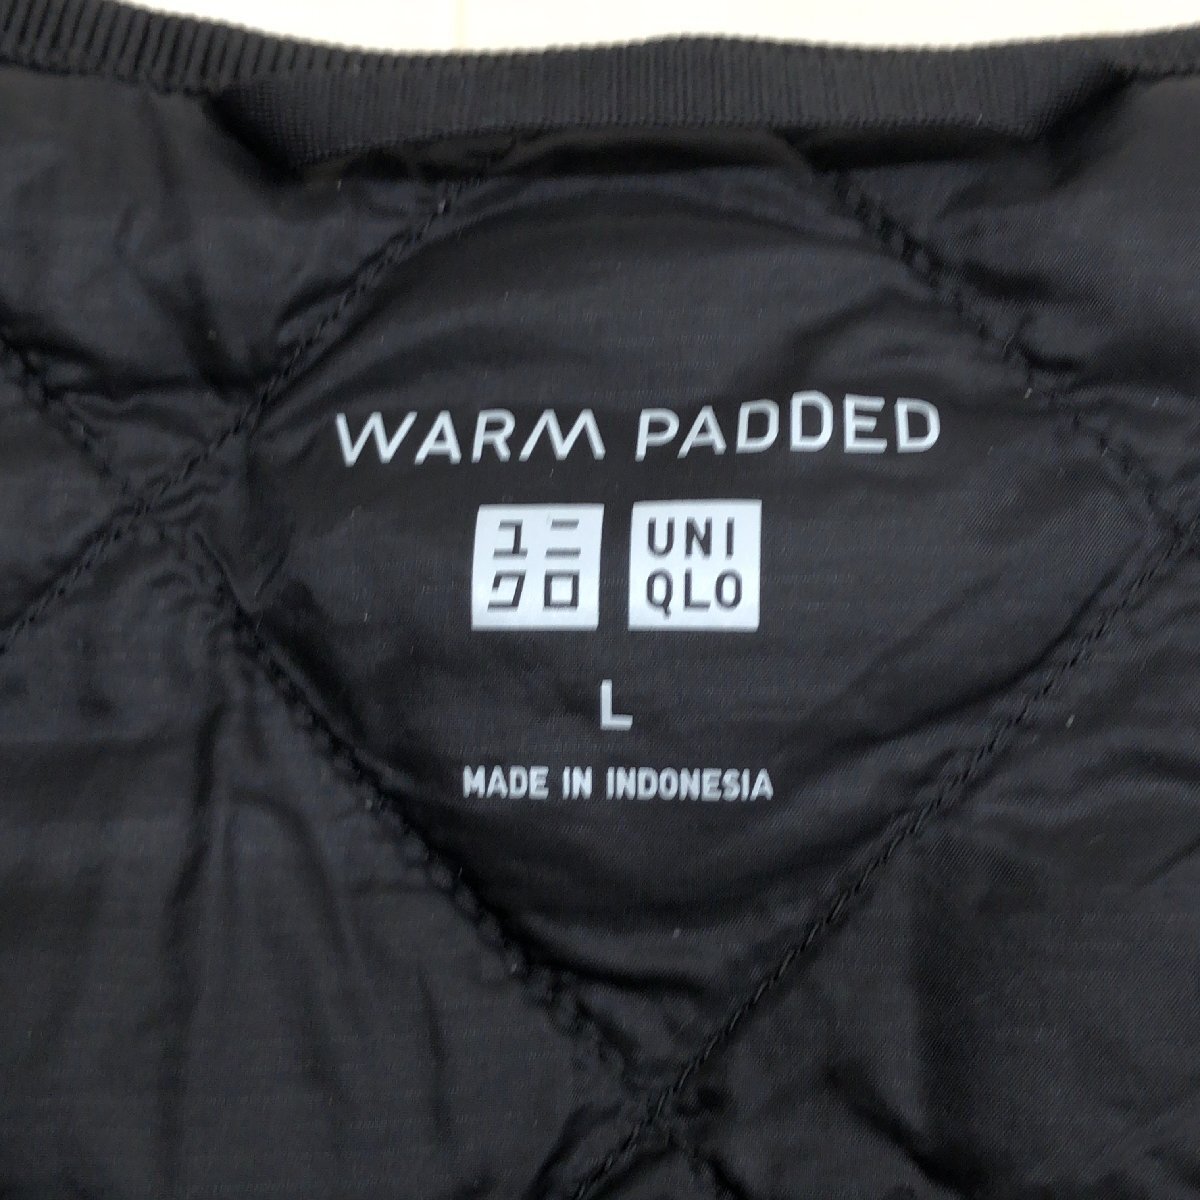 WARM PADDED
ユニ
クロ
UNI
QLO
L
MADE IN INDONESIA